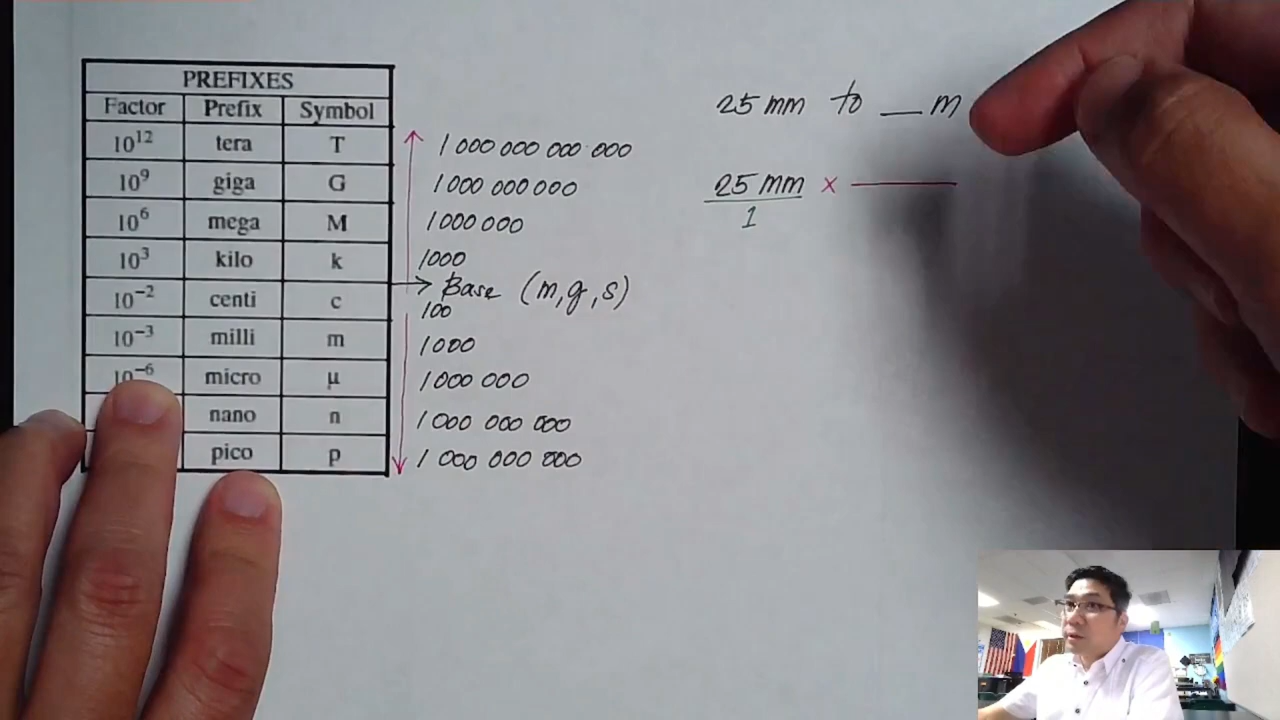 PREFIXES
Factor Prefix Symbol
10¹² tera T 1 000 000 000 000
10⁹ giga G 1 000 000 000
10⁶ mega M 1 000 000
10³ kilo k 1000
Base (m,g,s)
10⁻² centi c 100
10⁻³ milli m 1000
10⁻⁶ micro μ 1 000 000
nano n 1 000 000 000
pico p 1 000 000 000
25 mm to __ m
25 mm ×
1